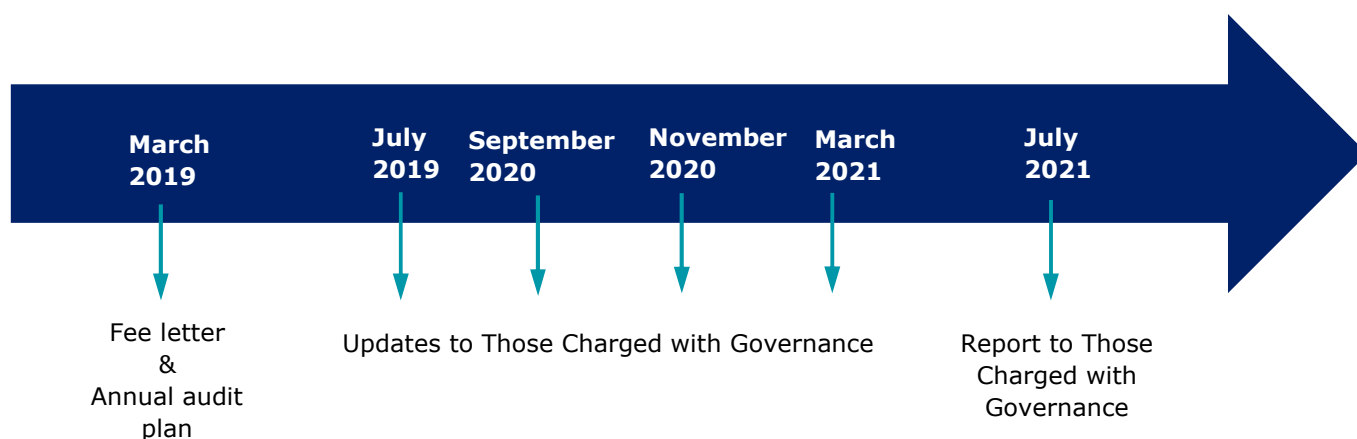 March
2019
July
2019
September
2020
November
2020
March
2021
July
2021
Fee letter
&
Annual audit
plan
Updates to Those Charged with Governance
Report to Those
Charged with
Governance